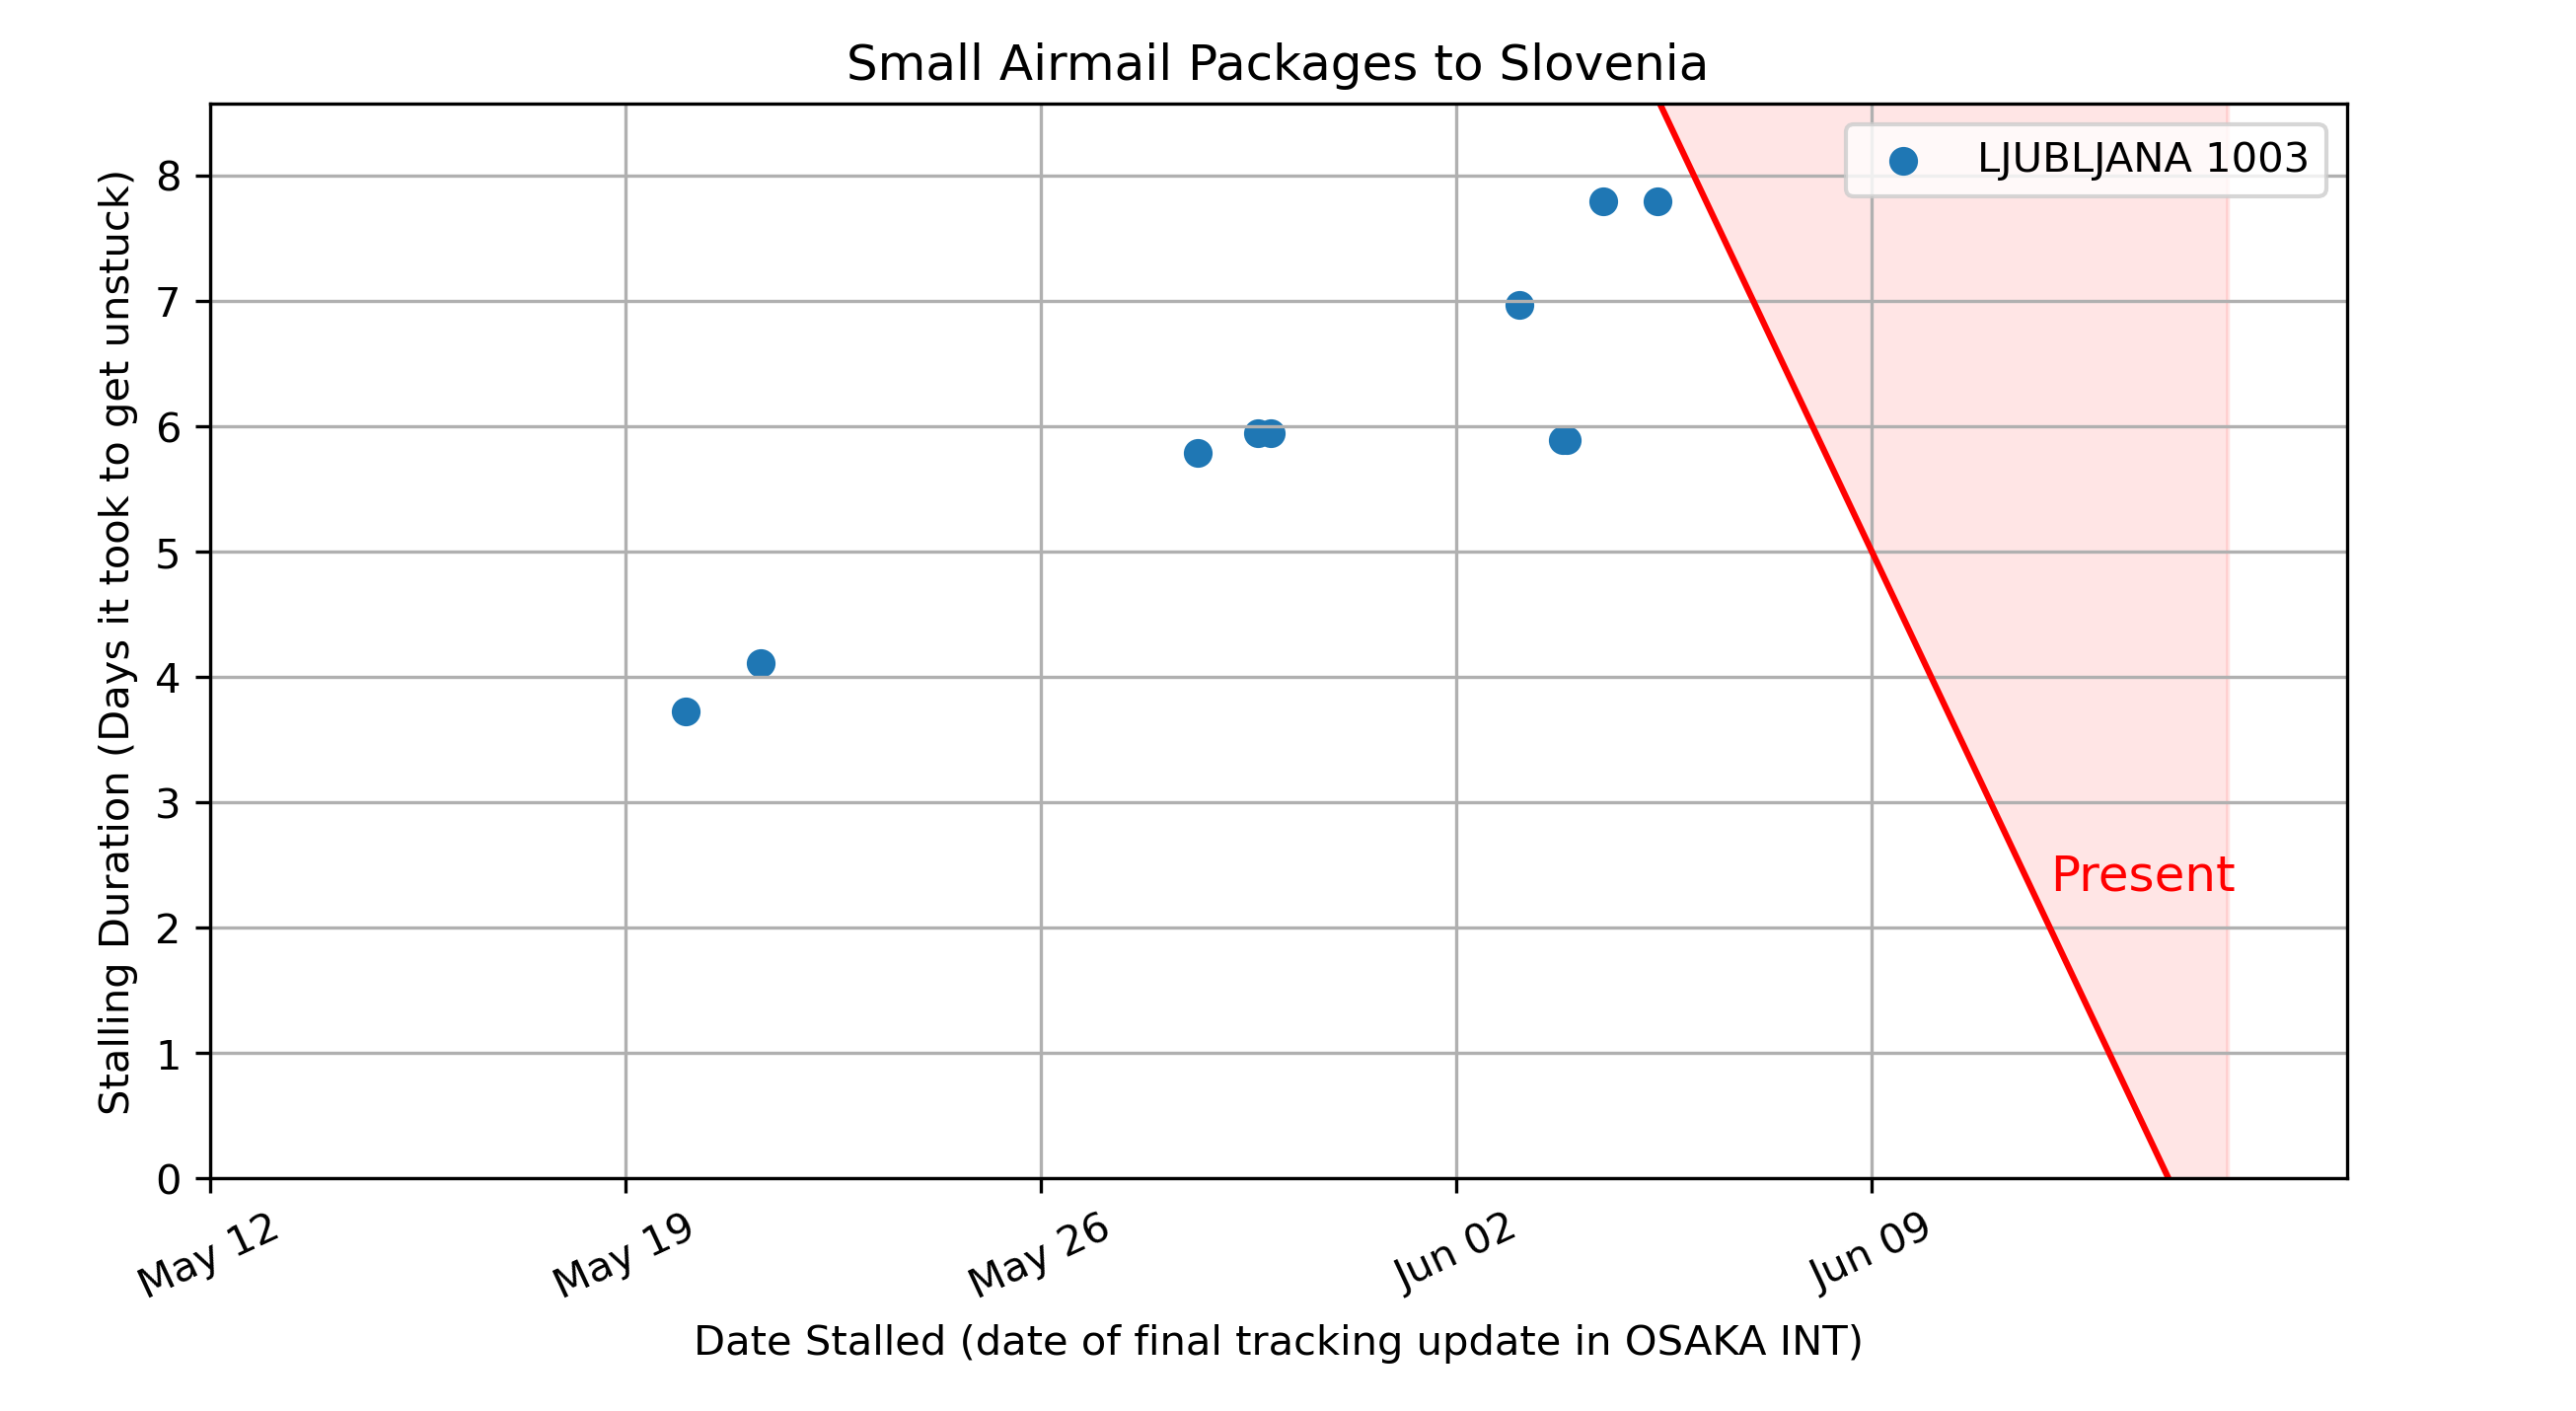 Small Airmail Packages to Slovenia
Stalling Duration (Days it took to get unstuck)
8
7
6
5
4
3
2
1
0
LJUBLJANA 1003
Present
May 12
May 19
May 26
Jun 02
Jun 09
Date Stalled (date of final tracking update in OSAKA INT)